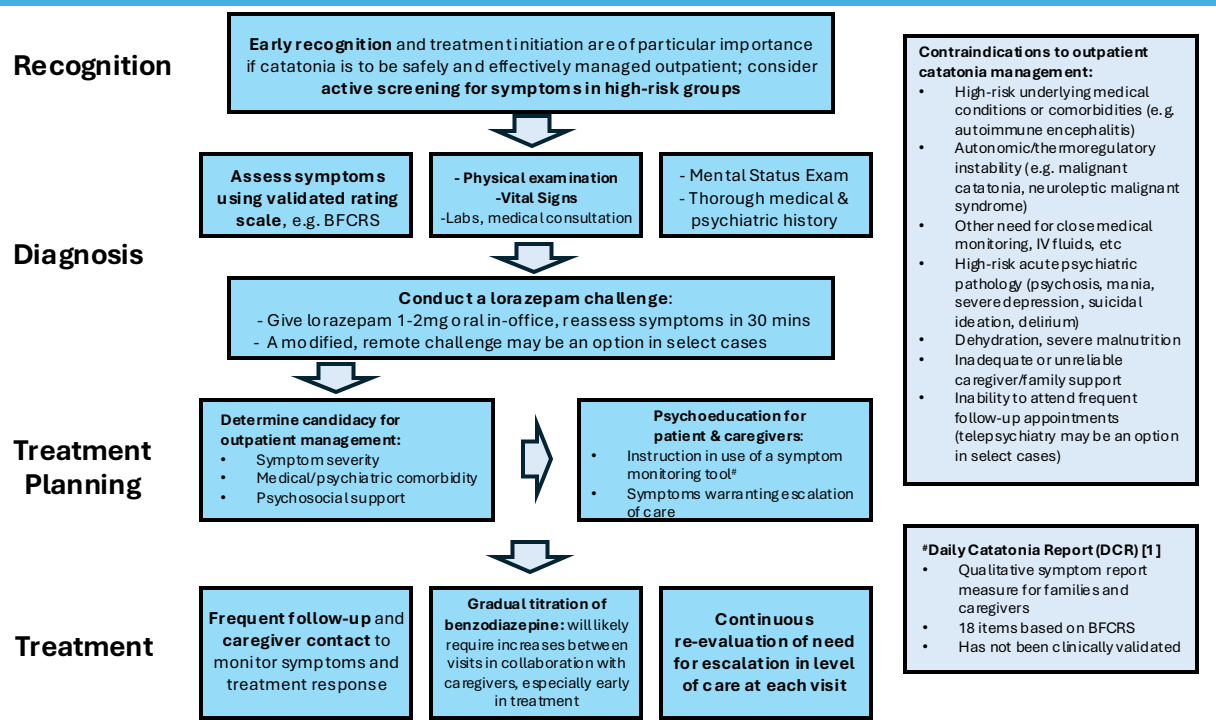 Recognition
Early recognition and treatment initiation are of particular importance
if catatonia is to be safely and effectively managed outpatient; consider
active screening for symptoms in high-risk groups
Diagnosis
Assess symptoms
using validated rating
scale, e.g. BFCRS
- Physical examination
-Vital Signs
-Labs, medical consultation
- Mental Status Exam
- Thorough medical &
psychiatric history
Conduct a lorazepam challenge:
- Give lorazepam 1-2mg oral in-office, reassess symptoms in 30 mins
- A modified, remote challenge may be an option in select cases
Treatment
Planning
Determine candidacy for
outpatient management:
• Symptom severity
• Medical/psychiatric comorbidity
• Psychosocial support
Psychoeducation for
patient & caregivers:
• Instruction in use of a symptom
monitoring tool#
• Symptoms warranting escalation of
care
Treatment
Frequent follow-up and
caregiver contact to
monitor symptoms and
treatment response
Gradual titration of
benzodiazepine: will likely
require increases between
visits in collaboration with
caregivers, especially early
in treatment
Continuous
re-evaluation of need
for escalation in level
of care at each visit
Contraindications to outpatient
catatonia management:
• High-risk underlying medical
conditions or comorbidities (e.g.
autoimmune encephalitis)
• Autonomic/thermoregulatory
instability (e.g. malignant
catatonia, neuroleptic malignant
syndrome)
• Other need for close medical
monitoring, IV fluids, etc
• High-risk acute psychiatric
pathology (psychosis, mania,
severe depression, suicidal
ideation, delirium)
• Dehydration, severe malnutrition
• Inadequate or unreliable
caregiver/family support
• Inability to attend frequent
follow-up appointments
(telepsychiatry may be an option
in select cases)
#Daily Catatonia Report (DCR) [1]
• Qualitative symptom report
measure for families and
caregivers
• 18 items based on BFCRS
• Has not been clinically validated